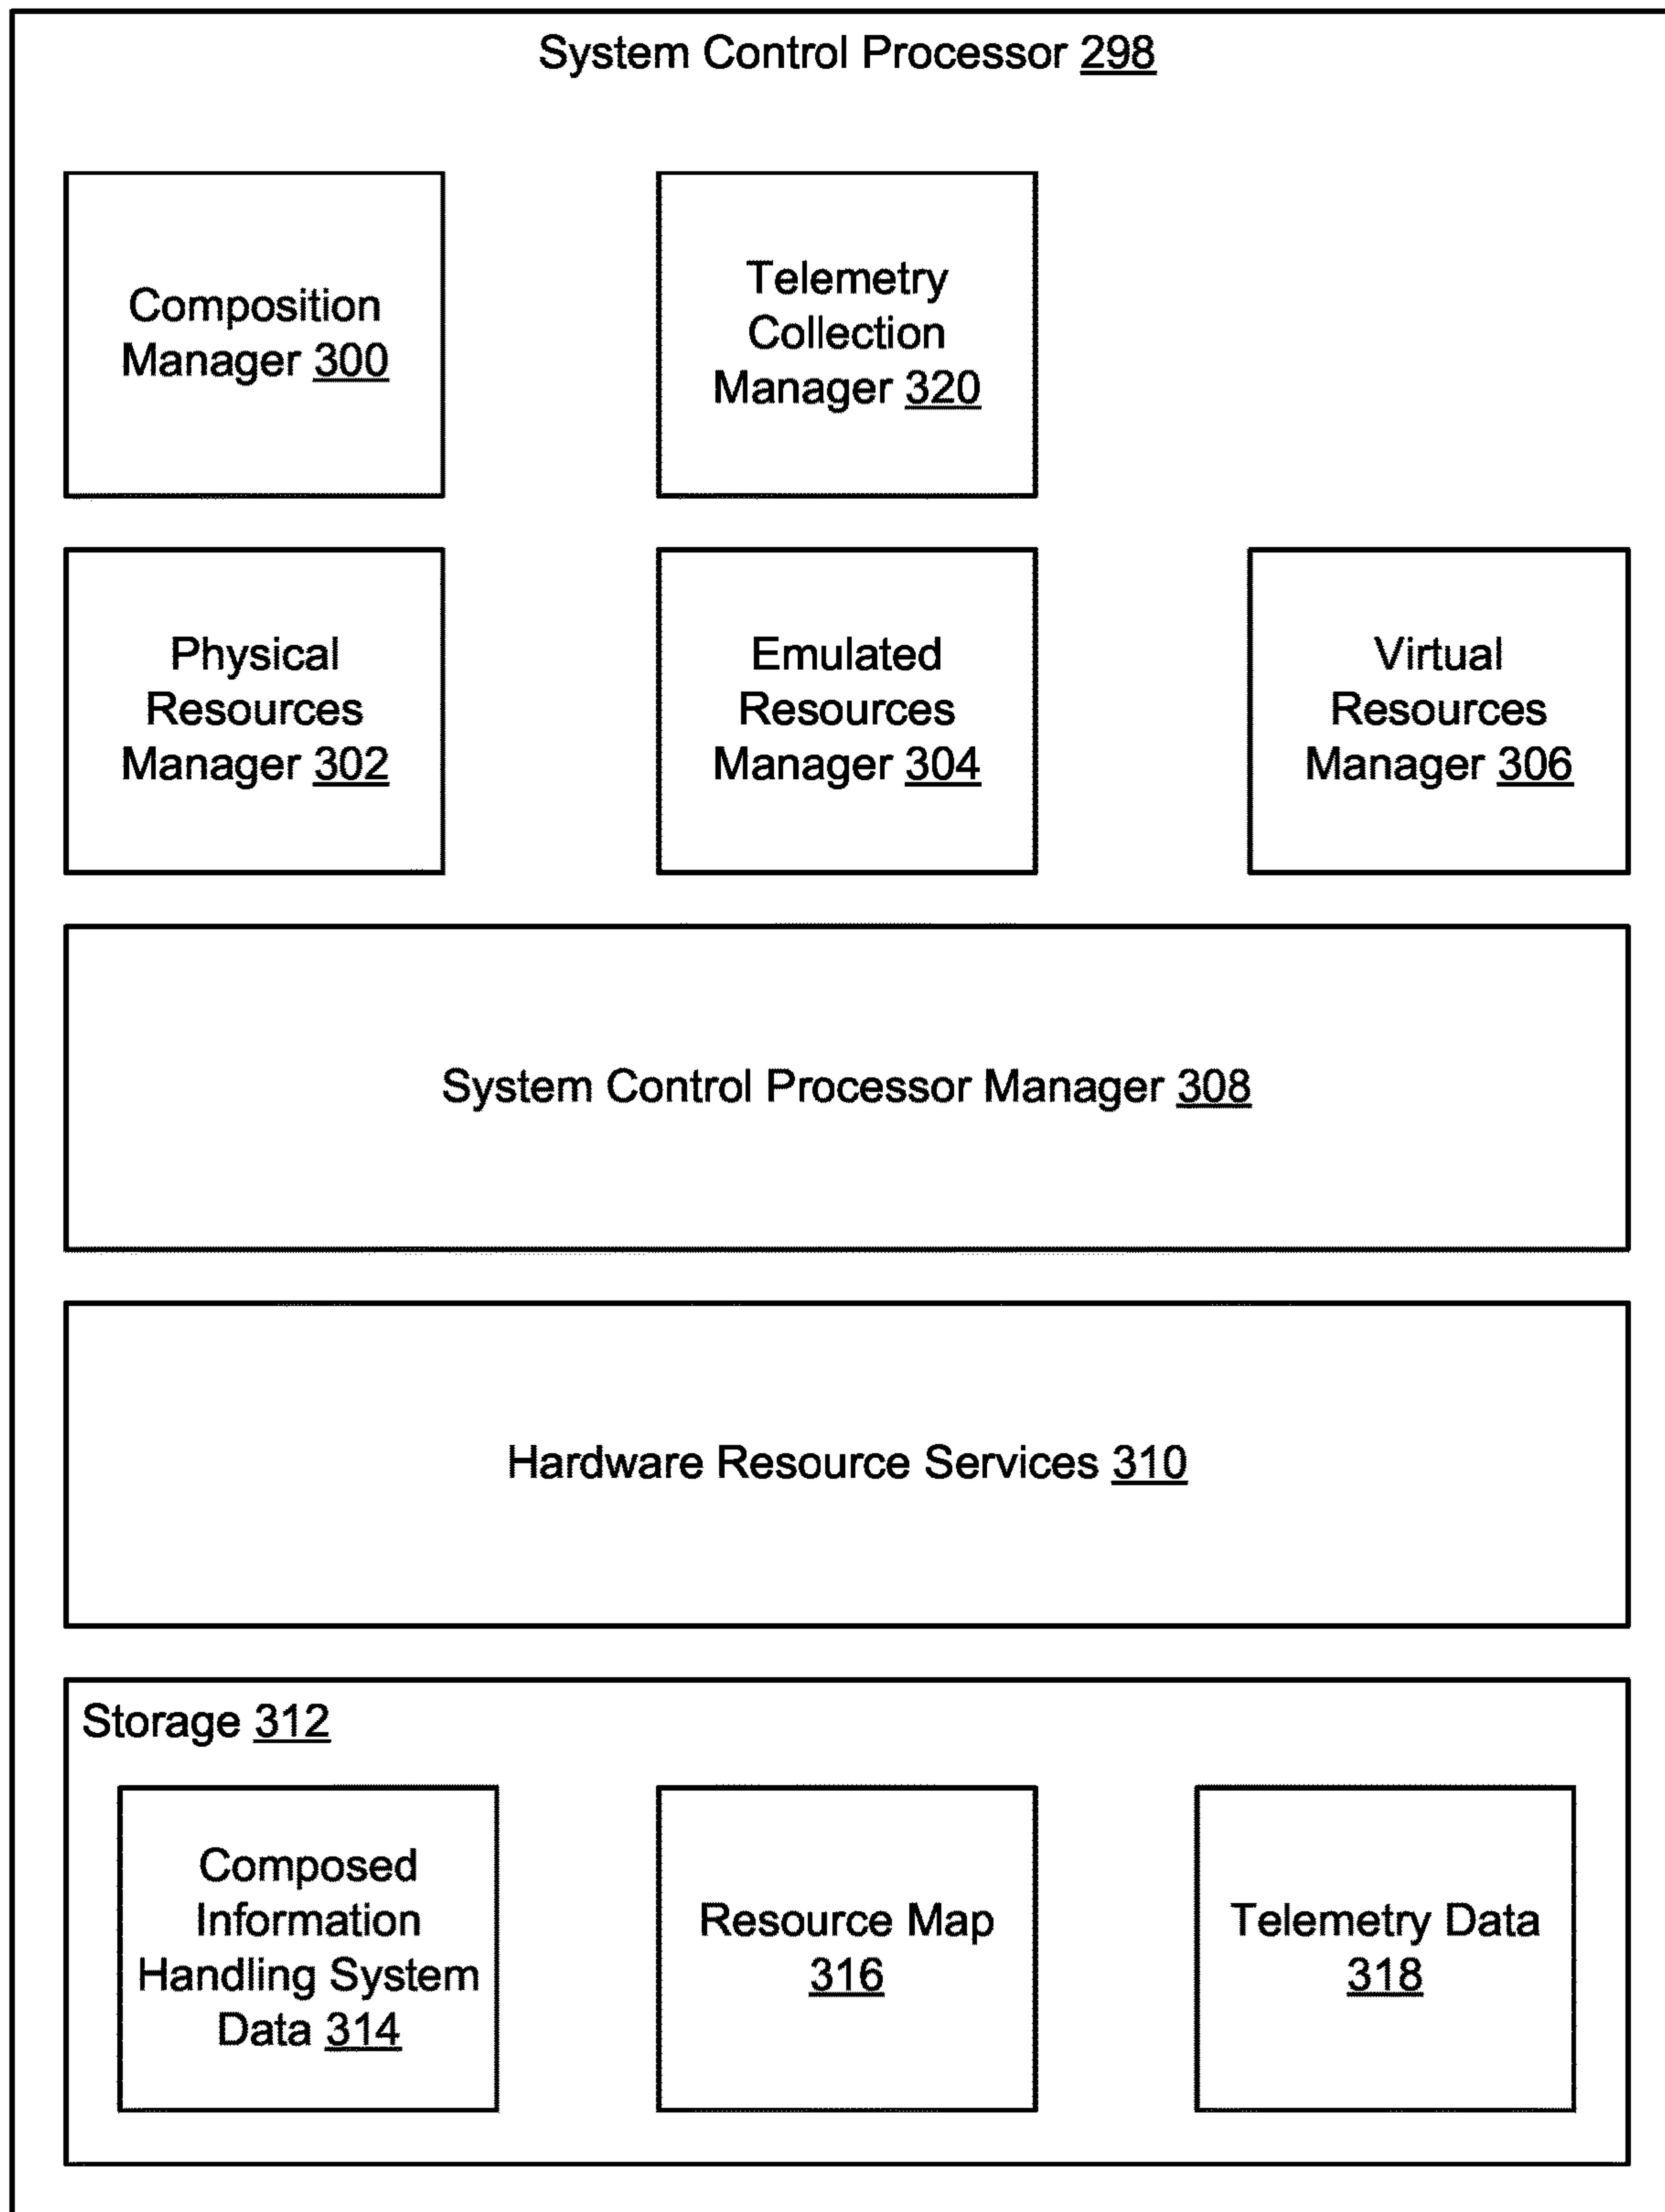 System Control Processor 298
Composition
Manager 300
Telemetry
Collection
Manager 320
Physical
Resources
Manager 302
Emulated
Resources
Manager 304
Virtual
Resources
Manager 306
System Control Processor Manager 308
Hardware Resource Services 310
Storage 312
Composed
Information
Handling System
Data 314
Resource Map
316
Telemetry Data
318